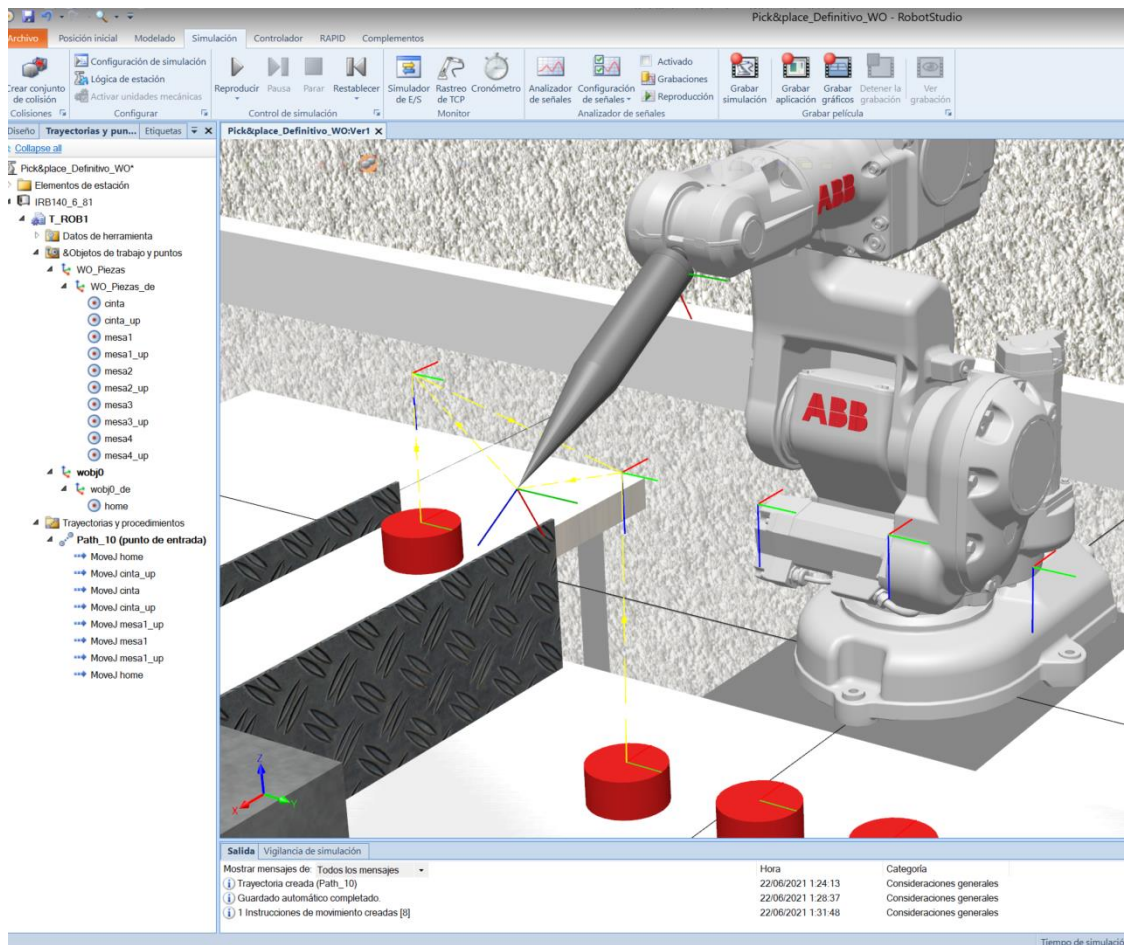 Pick&place_Definitivo_WO - RobotStudio
Archivo Posición inicial Modelado Simulación Controlador RAPID Complementos
Crear conjunto de colisión
Configuración de simulación
Lógica de estación
Activar unidades mecánicas
Reproducir Pausa Parar Restablecer
Simulador de E/S
Rastreo de TCP
Cronómetro
Analizador de señales
Configuración de señales
Activado
Grabaciones
Reproducción
Grabar simulación
Grabar aplicación
Grabar gráficos
Detener la grabación
Ver grabación
Colisiones Configurar Control de simulación Monitor Analizador de señales Grabar película
Diseño Trayectorias y pun... Etiquetas
Collapse all
Pick&place_Definitivo_WO*
Elementos de estación
IRB140_6_81
T_ROB1
Datos de herramienta
&Objetos de trabajo y puntos
WO_Piezas
WO_Piezas_de
cinta
cinta_up
mesa1
mesa1_up
mesa2
mesa2_up
mesa3
mesa3_up
mesa4
mesa4_up
wobj0
wobj0_de
home
Trayectorias y procedimientos
Path_10 (punto de entrada)
MoveJ home
MoveJ cinta_up
MoveJ cinta
MoveJ cinta_up
MoveJ mesa1_up
MoveJ mesa1
MoveJ mesa1_up
MoveJ home
Pick&place_Definitivo_WO:Ver1 X
ABB
ABB
Z
X
Y
Salida Vigilancia de simulación
Mostrar mensajes de: Todos los mensajes Hora Categoría
Trayectoria creada (Path_10) 22/06/2021 1:24:13 Consideraciones generales
Guardado automático completado. 22/06/2021 1:28:37 Consideraciones generales
1 Instrucciones de movimiento creadas [8] 22/06/2021 1:31:48 Consideraciones generales
Tiempo de simulació